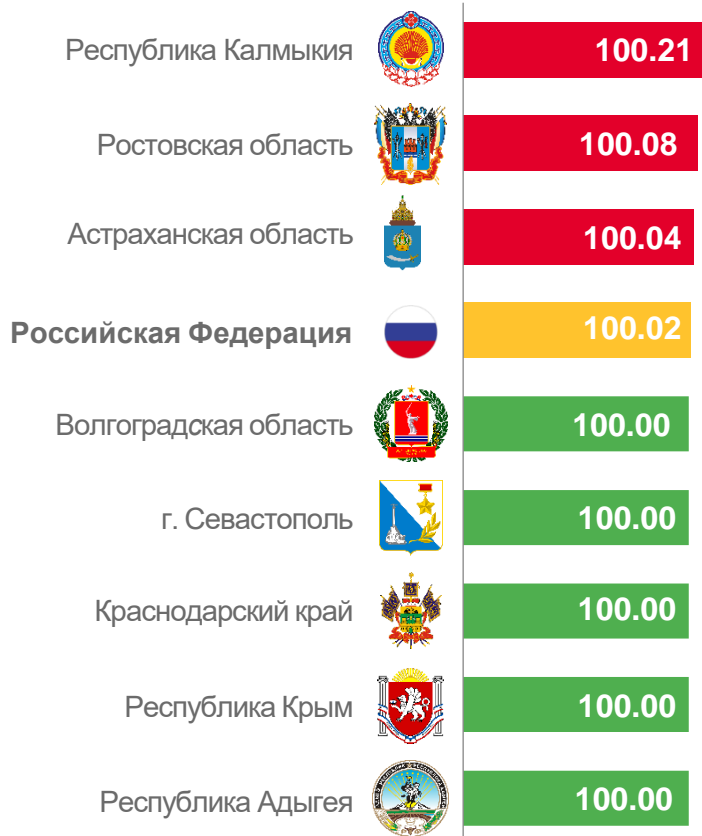 Республика Калмыкия 100.21
Ростовская область 100.08
Астраханская область 100.04
Российская Федерация 100.02
Волгоградская область 100.00
г. Севастополь 100.00
Краснодарский край 100.00
Республика Крым 100.00
Республика Адыгея 100.00